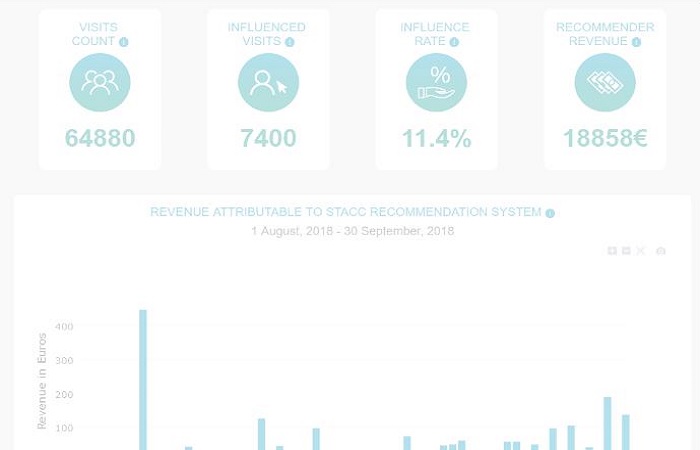 VISITS
COUNT i
INFLUENCED
VISITS i
INFLUENCE
RATE i
RECOMMENDER
REVENUE i
%
64880
7400
11.4%
18858€
REVENUE ATTRIBUTABLE TO STACC RECOMMENDATION SYSTEM i
1 August, 2018 - 30 September, 2018
Revenue in Euros
400
300
200
100